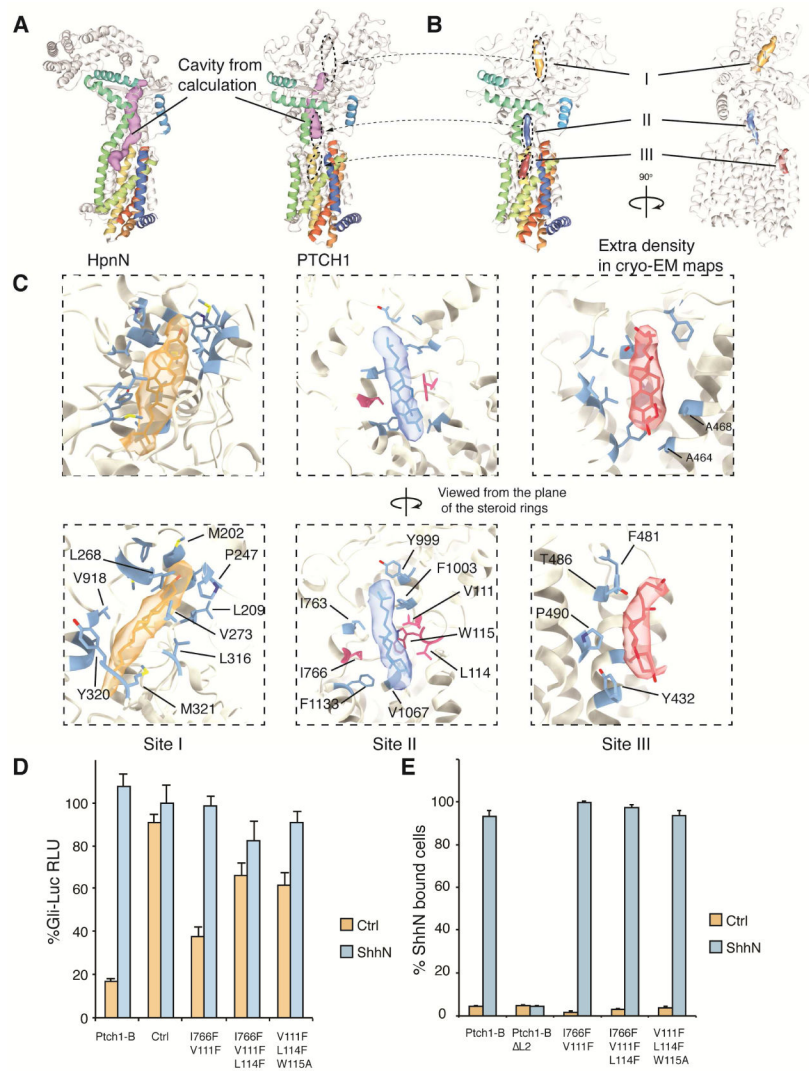 A
B
Cavity from
calculation
I
II
III
90°
HpnN
PTCH1
Extra density
in cryo-EM maps
C
A468
A464
Viewed from the plane
of the steroid rings
M202
L268
P247
V918
L209
V273
L316
Y320
M321
Site I
Y999
F1003
I763
V111
W115
I766
L114
F1133
V1067
Site II
F481
T486
P490
Y432
Site III
D
%Gli-Luc RLU
100
80
60
40
20
0
Ctrl
ShhN
Ptch1-B
Ctrl
I766F
V111F
I766F
V111F
L114F
V111F
L114F
W115A
E
% ShhN bound cells
100
80
60
40
20
0
Ctrl
ShhN
Ptch1-B
Ptch1-B
ΔL2
I766F
V111F
I766F
V111F
L114F
V111F
L114F
W115A